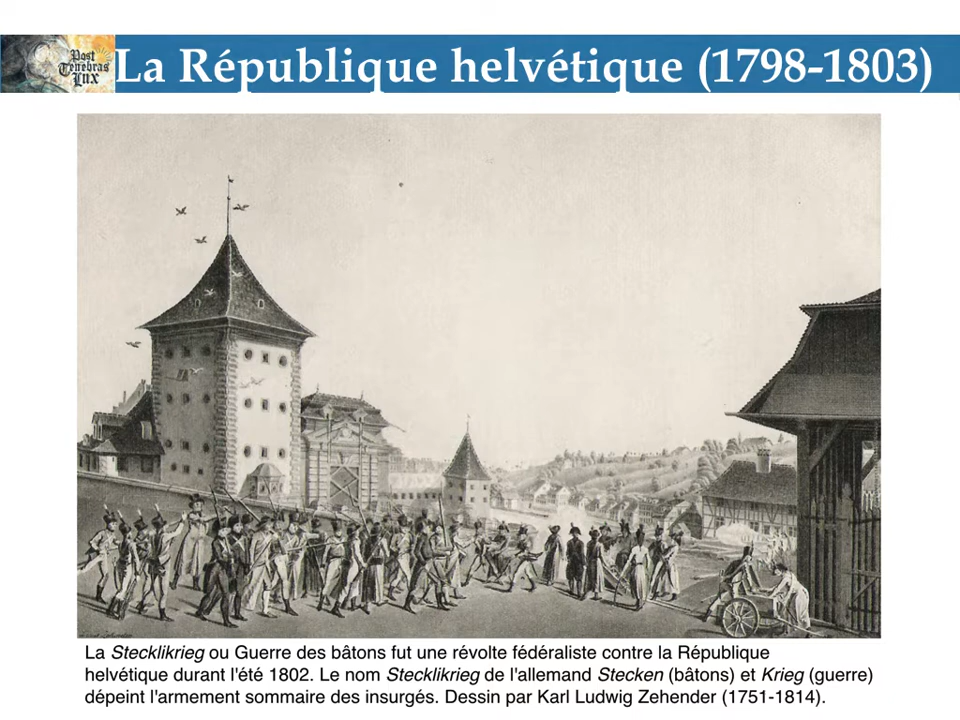 Post
Tenebras
Lux
La République helvétique (1798-1803)
La Stecklikrieg ou Guerre des bâtons fut une révolte fédéraliste contre la République
helvétique durant l'été 1802. Le nom Stecklikrieg de l'allemand Stecken (bâtons) et Krieg (guerre)
dépeint l'armement sommaire des insurgés. Dessin par Karl Ludwig Zehender (1751-1814).